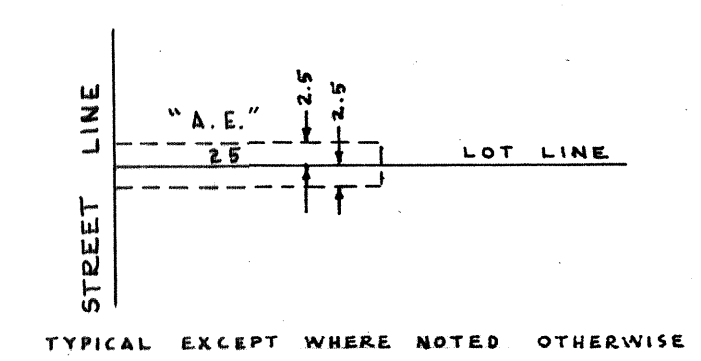 STREET LINE
" A. E."
25
2.5
2.5
LOT LINE
TYPICAL EXCEPT WHERE NOTED OTHERWISE